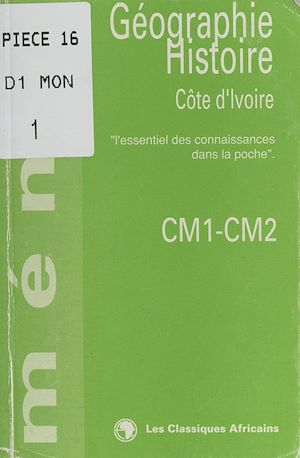 Géographie
Histoire
Côte d'Ivoire
"l'essentiel des connaissances
dans la poche".
CM1-CM2
PIECE 16
D1 MON
1
mén
Les Classiques Africains